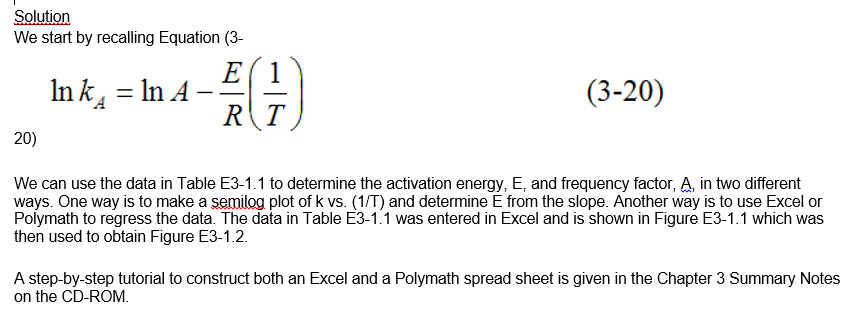 Solution
We start by recalling Equation (3-
ln k_A = ln A − E/R (1/T) (3-20)
20)
We can use the data in Table E3-1.1 to determine the activation energy, E, and frequency factor, A, in two different
ways. One way is to make a semilog plot of k vs. (1/T) and determine E from the slope. Another way is to use Excel or
Polymath to regress the data. The data in Table E3-1.1 was entered in Excel and is shown in Figure E3-1.1 which was
then used to obtain Figure E3-1.2.
A step-by-step tutorial to construct both an Excel and a Polymath spread sheet is given in the Chapter 3 Summary Notes
on the CD-ROM.